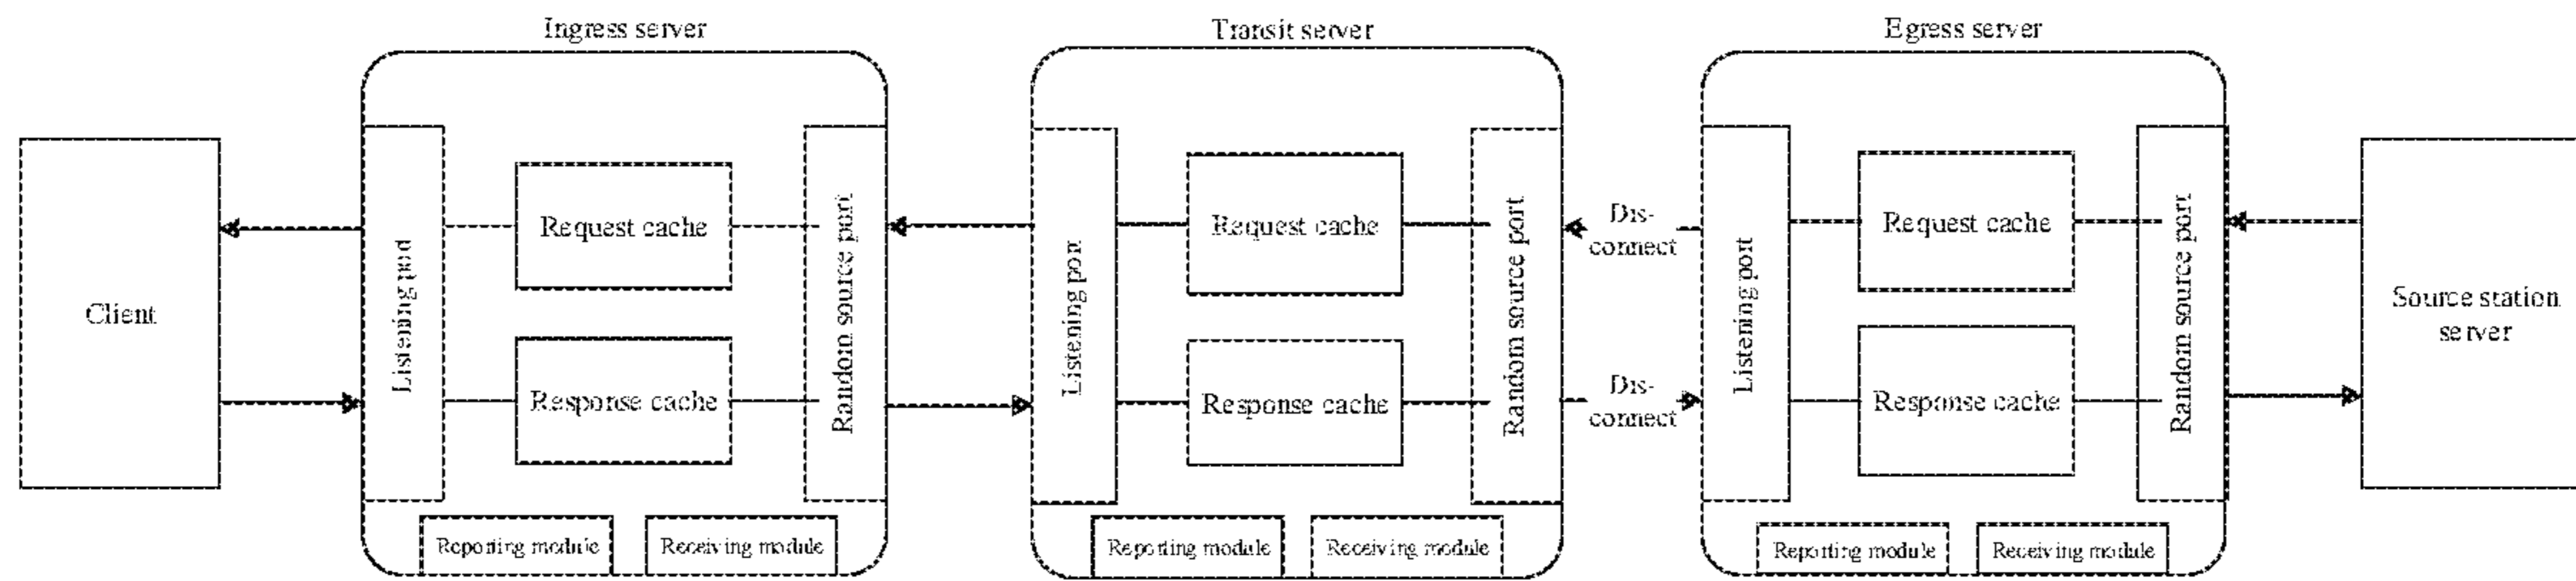 Ingress server
Transit server
Egress server
Client
Listening port
Request cache
Response cache
Random source port
Reporting module
Receiving module
Listening port
Request cache
Response cache
Random source port
Reporting module
Receiving module
Dis-
connect
Dis-
connect
Listening port
Request cache
Response cache
Random source port
Reporting module
Receiving module
Source station
server